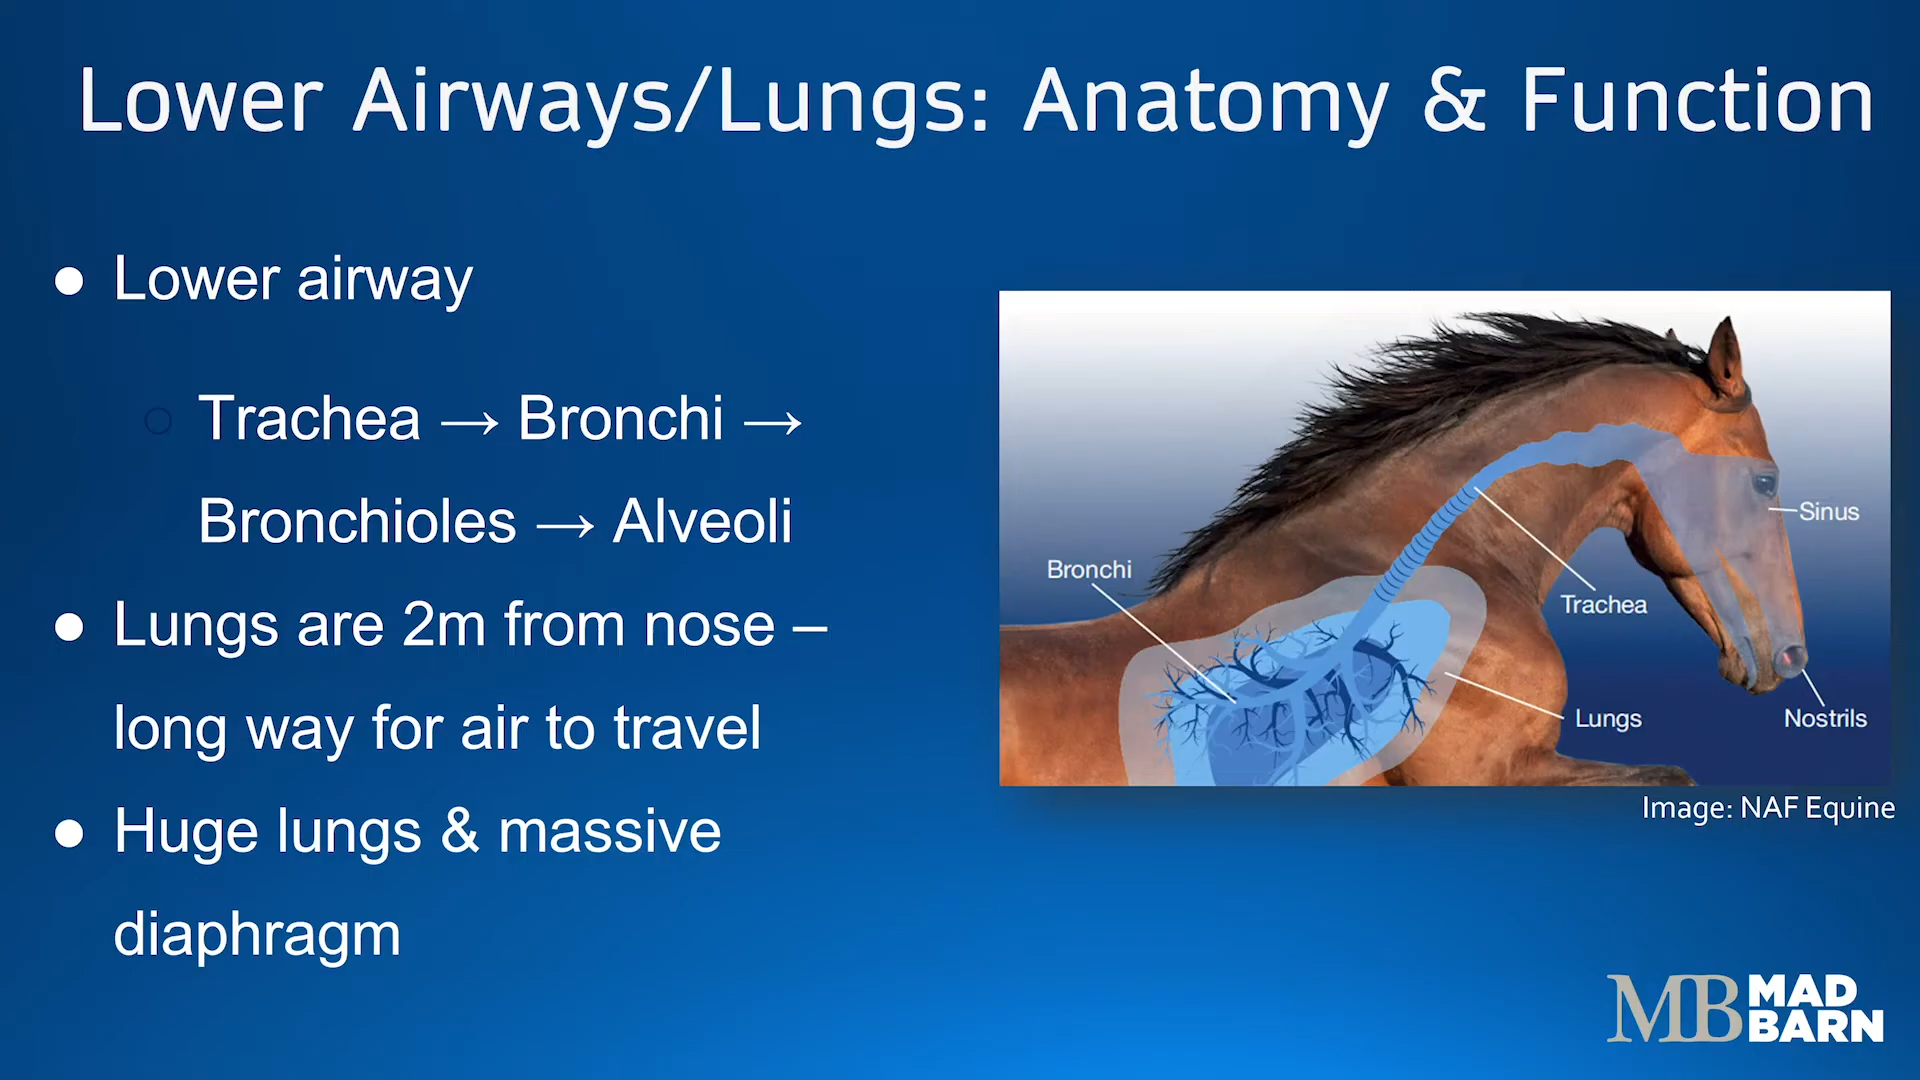 Lower Airways/Lungs: Anatomy & Function
● Lower airway
○ Trachea → Bronchi →
Bronchioles → Alveoli
● Lungs are 2m from nose –
long way for air to travel
● Huge lungs & massive
diaphragm
Sinus
Bronchi
Trachea
Lungs
Nostrils
Image: NAF Equine
MB MAD
BARN